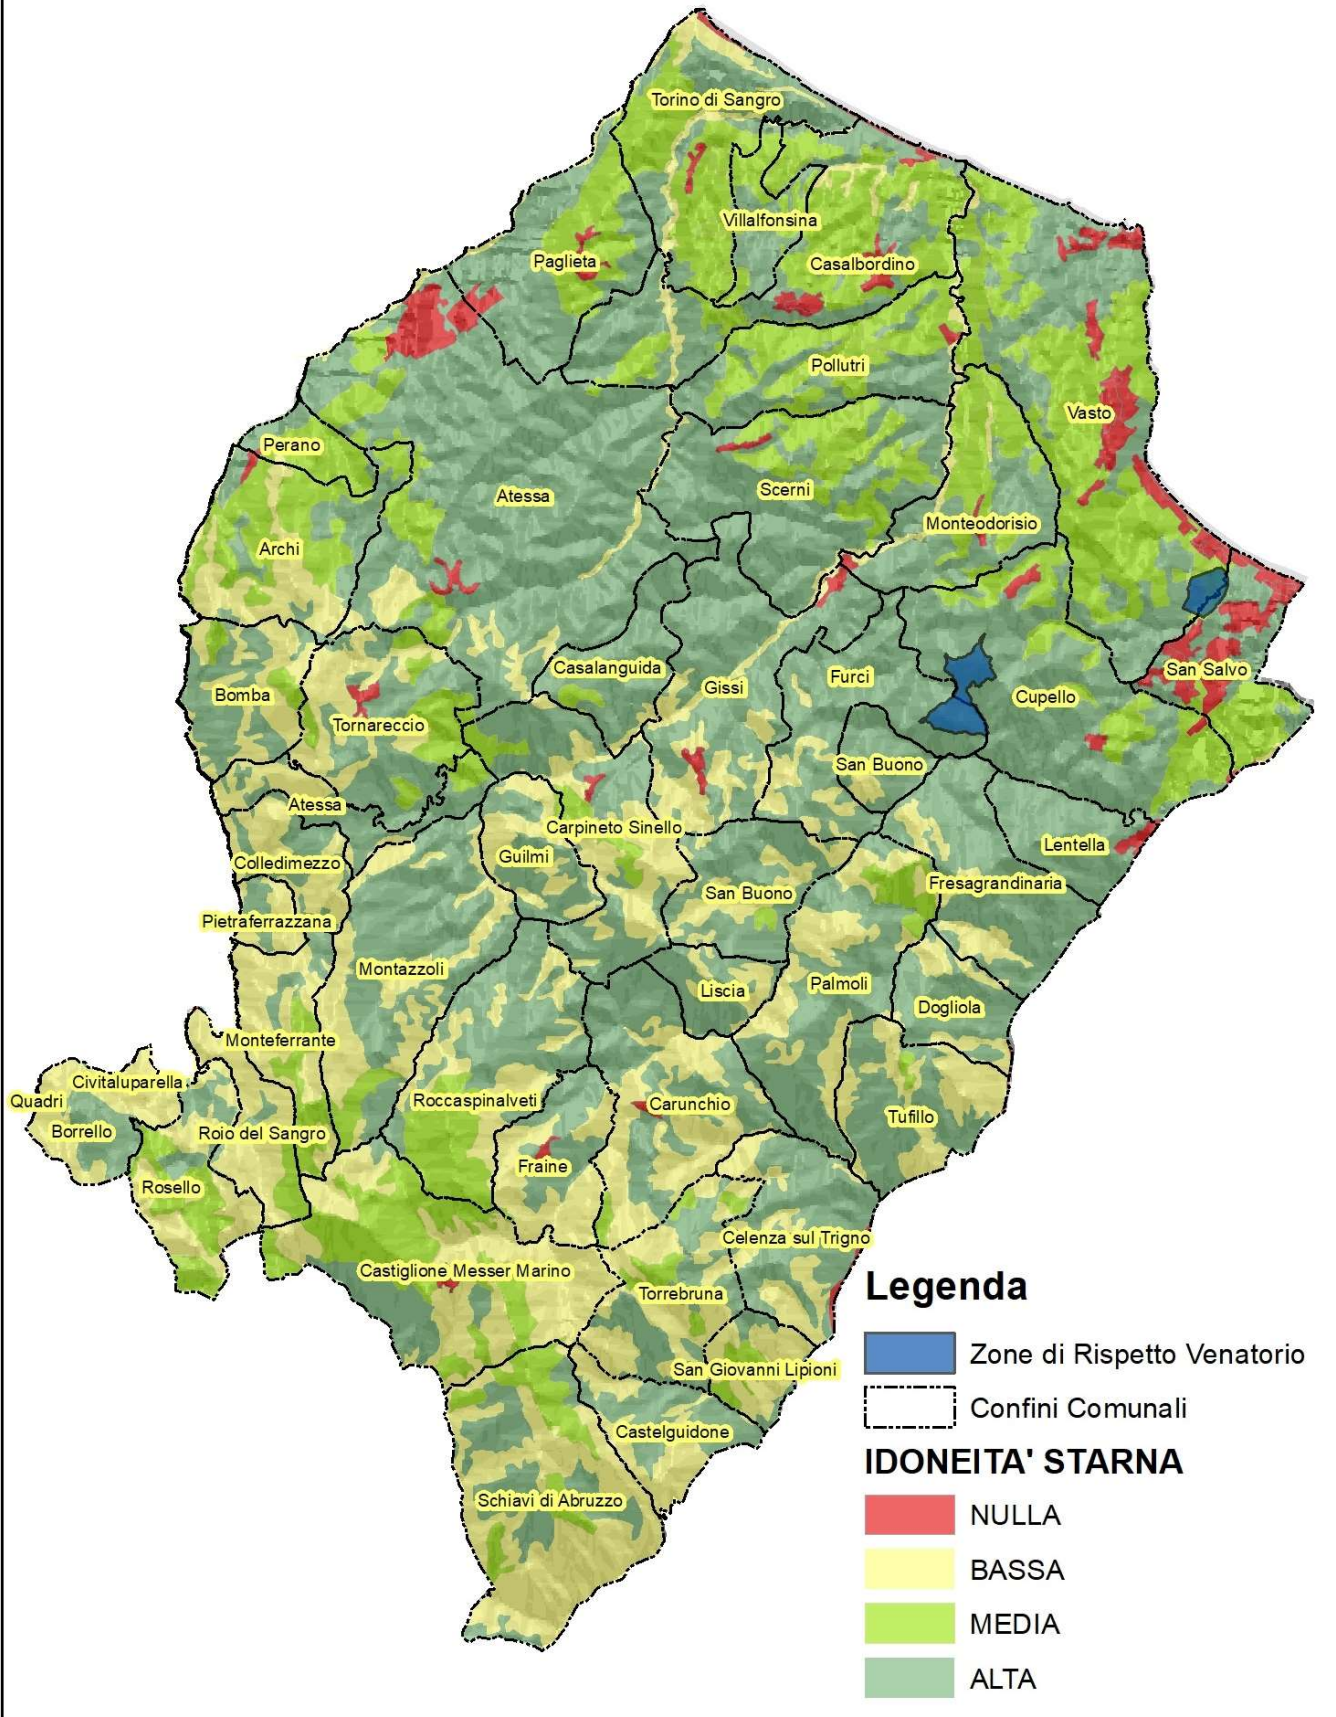 Torino di Sangro
Villalfonsina
Paglieta
Casalbordino
Pollutri
Vasto
Perano
Atessa
Scerni
Monteodorisio
Archi
Casalanguida
San Salvo
Furci
Gissi
Bomba
Cupello
Tornareccio
San Buono
Atessa
Carpineto Sinello
Lentella
Guilmi
Colledimezzo
Fresagrandinaria
San Buono
Pietraferrazzana
Montazzoli
Palmoli
Liscia
Dogliola
Monteferrante
Civitaluparella
Quadri
Roccaspinalveti
Carunchio
Tufillo
Borrello
Roio del Sangro
Fraine
Rosello
Celenza sul Trigno
Castiglione Messer Marino
Torrebruna
San Giovanni Lipioni
Castelguidone
Schiavi di Abruzzo
Legenda
Zone di Rispetto Venatorio
Confini Comunali
IDONEITA' STARNA
NULLA
BASSA
MEDIA
ALTA